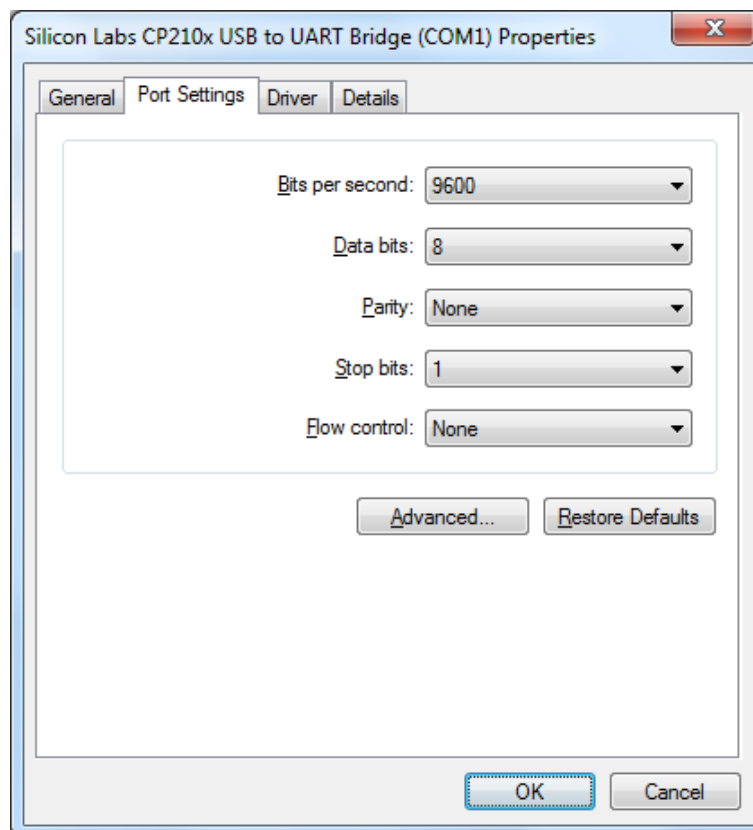 Silicon Labs CP210x USB to UART Bridge (COM1) Properties
General Port Settings Driver Details
Bits per second: 9600
Data bits: 8
Parity: None
Stop bits: 1
Flow control: None
Advanced... Restore Defaults
OK Cancel